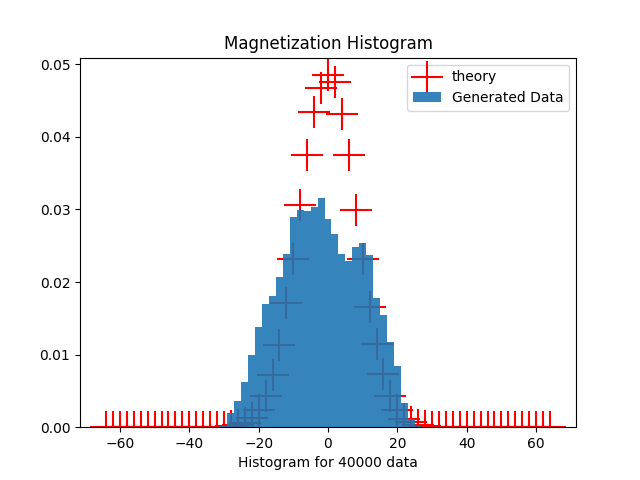 Magnetization Histogram
theory
Generated Data
0.05
0.04
0.03
0.02
0.01
0.00
−60 −40 −20 0 20 40 60
Histogram for 40000 data